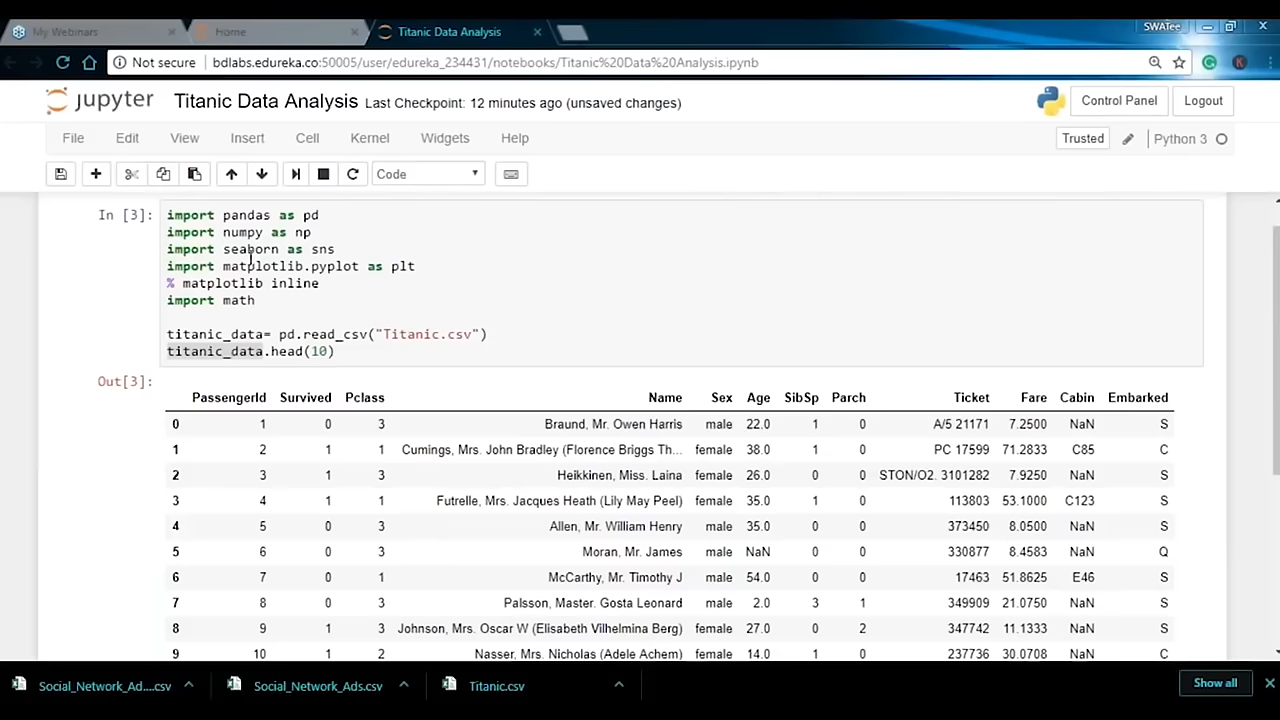 My Webinars
Home
Titanic Data Analysis
SWATee
Not secure | bdlabs.edureka.co:50005/user/edureka_234431/notebooks/Titanic%20Data%20Analysis.ipynb
jupyter Titanic Data Analysis Last Checkpoint: 12 minutes ago (unsaved changes)
Control Panel Logout
File Edit View Insert Cell Kernel Widgets Help
Trusted Python 3
Code
In [3]:
import pandas as pd
import numpy as np
import seaborn as sns
import matplotlib.pyplot as plt
% matplotlib inline
import math
titanic_data= pd.read_csv("Titanic.csv")
titanic_data.head(10)
Out[3]:
PassengerId Survived Pclass Name Sex Age SibSp Parch Ticket Fare Cabin Embarked
0 1 0 3 Braund, Mr. Owen Harris male 22.0 1 0 A/5 21171 7.2500 NaN S
1 2 1 1 Cumings, Mrs. John Bradley (Florence Briggs Th... female 38.0 1 0 PC 17599 71.2833 C85 C
2 3 1 3 Heikkinen, Miss. Laina female 26.0 0 0 STON/O2. 3101282 7.9250 NaN S
3 4 1 1 Futrelle, Mrs. Jacques Heath (Lily May Peel) female 35.0 1 0 113803 53.1000 C123 S
4 5 0 3 Allen, Mr. William Henry male 35.0 0 0 373450 8.0500 NaN S
5 6 0 3 Moran, Mr. James male NaN 0 0 330877 8.4583 NaN Q
6 7 0 1 McCarthy, Mr. Timothy J male 54.0 0 0 17463 51.8625 E46 S
7 8 0 3 Palsson, Master. Gosta Leonard male 2.0 3 1 349909 21.0750 NaN S
8 9 1 3 Johnson, Mrs. Oscar W (Elisabeth Vilhelmina Berg) female 27.0 0 2 347742 11.1333 NaN S
9 10 1 2 Nasser, Mrs. Nicholas (Adele Achem) female 14.0 1 0 237736 30.0708 NaN C
Social_Network_Ad....csv
Social_Network_Ads.csv
Titanic.csv
Show all